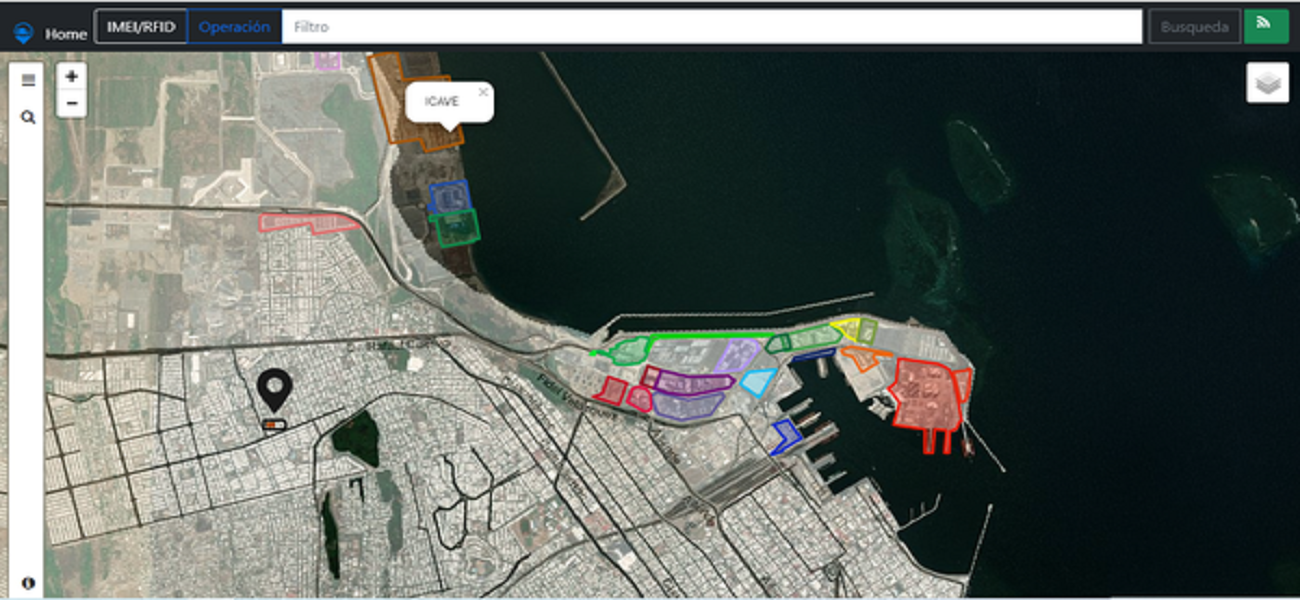 Home IMEI/RFID Operación Filtro Busqueda
+
ICAVE ×
−